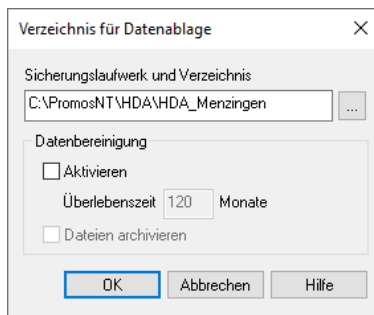 Verzeichnis für Datenablage
Sicherungslaufwerk und Verzeichnis
C:\PromosNT\HDA\HDA_Menzingen
...
Datenbereinigung
Aktivieren
Überlebenszeit 120 Monate
Dateien archivieren
OK Abbrechen Hilfe